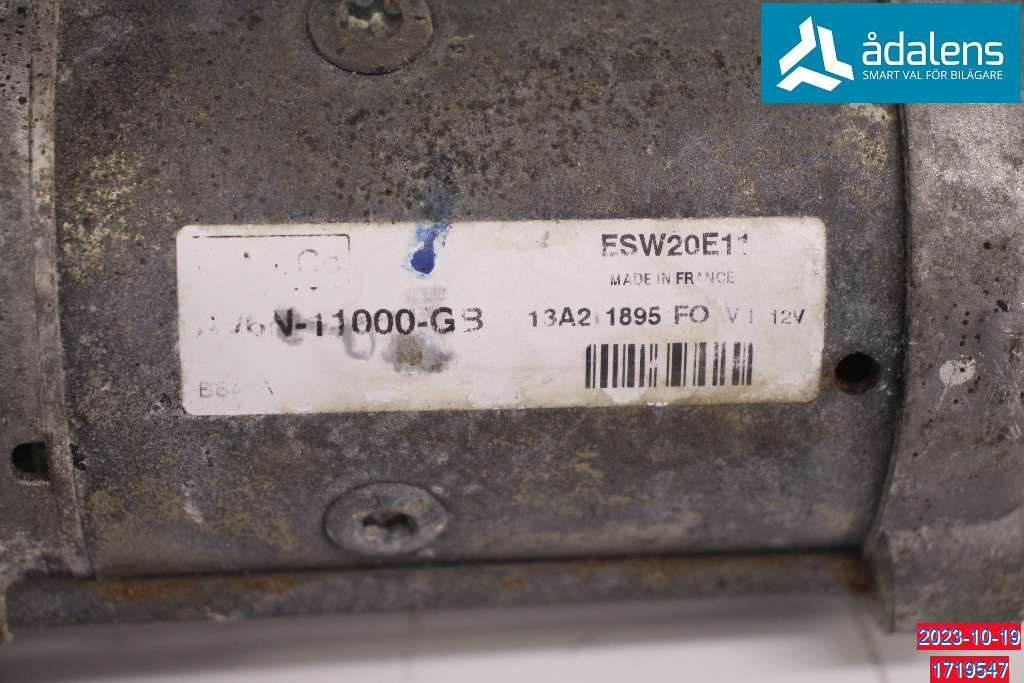 ådalens
SMART VAL FÖR BILÄGARE
ESW20E11
MADE IN FRANCE
N-11000-GB 13A2 1895 FO V1 12V
2023-10-19
1719547